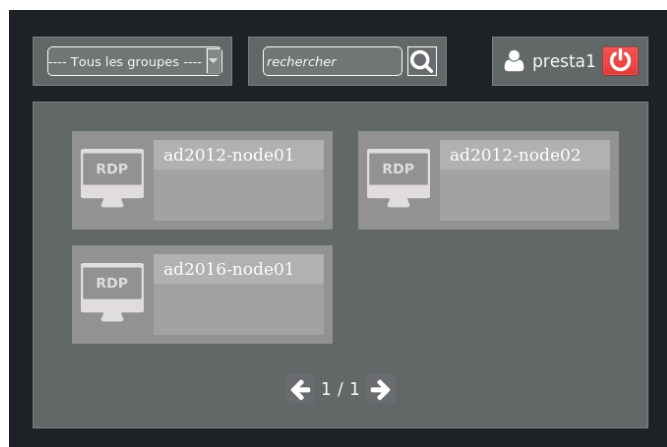 ---- Tous les groupes ----
rechercher
presta1
RDP
ad2012-node01
RDP
ad2012-node02
RDP
ad2016-node01
1 / 1